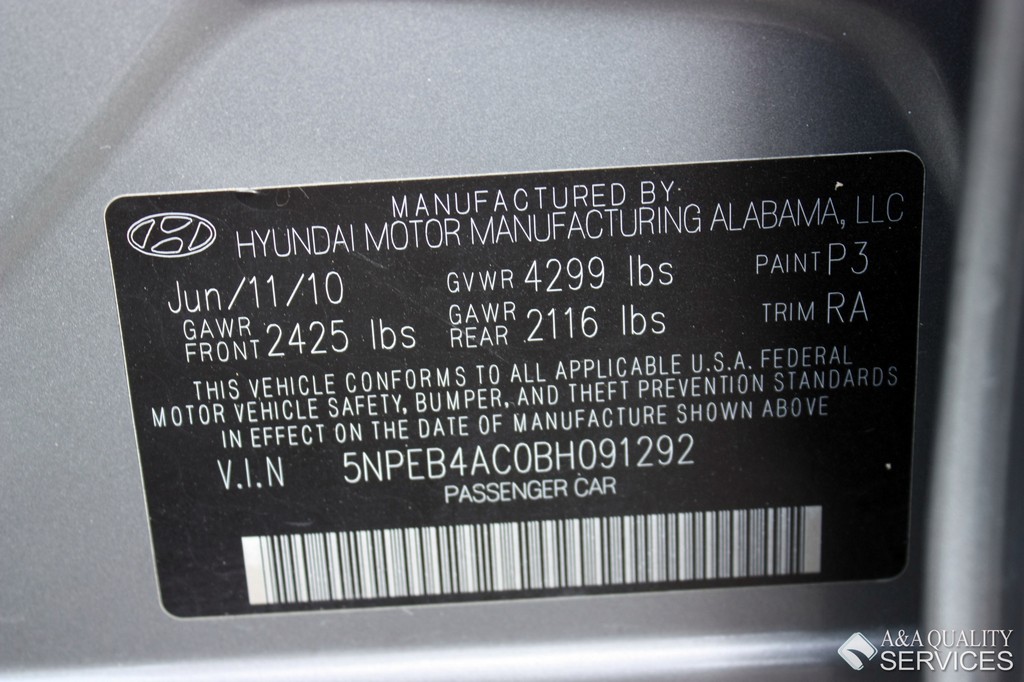 MANUFACTURED BY:
HYUNDAI MOTOR MANUFACTURING ALABAMA, LLC
Jun/11/10 GVWR 4299 lbs PAINT P3
GAWR FRONT 2425 lbs GAWR REAR 2116 lbs TRIM RA
THIS VEHICLE CONFORMS TO ALL APPLICABLE U.S.A. FEDERAL
MOTOR VEHICLE SAFETY, BUMPER, AND THEFT PREVENTION STANDARDS
IN EFFECT ON THE DATE OF MANUFACTURE SHOWN ABOVE
V.I.N 5NPEB4AC0BH091292
PASSENGER CAR
A&A QUALITY
SERVICES